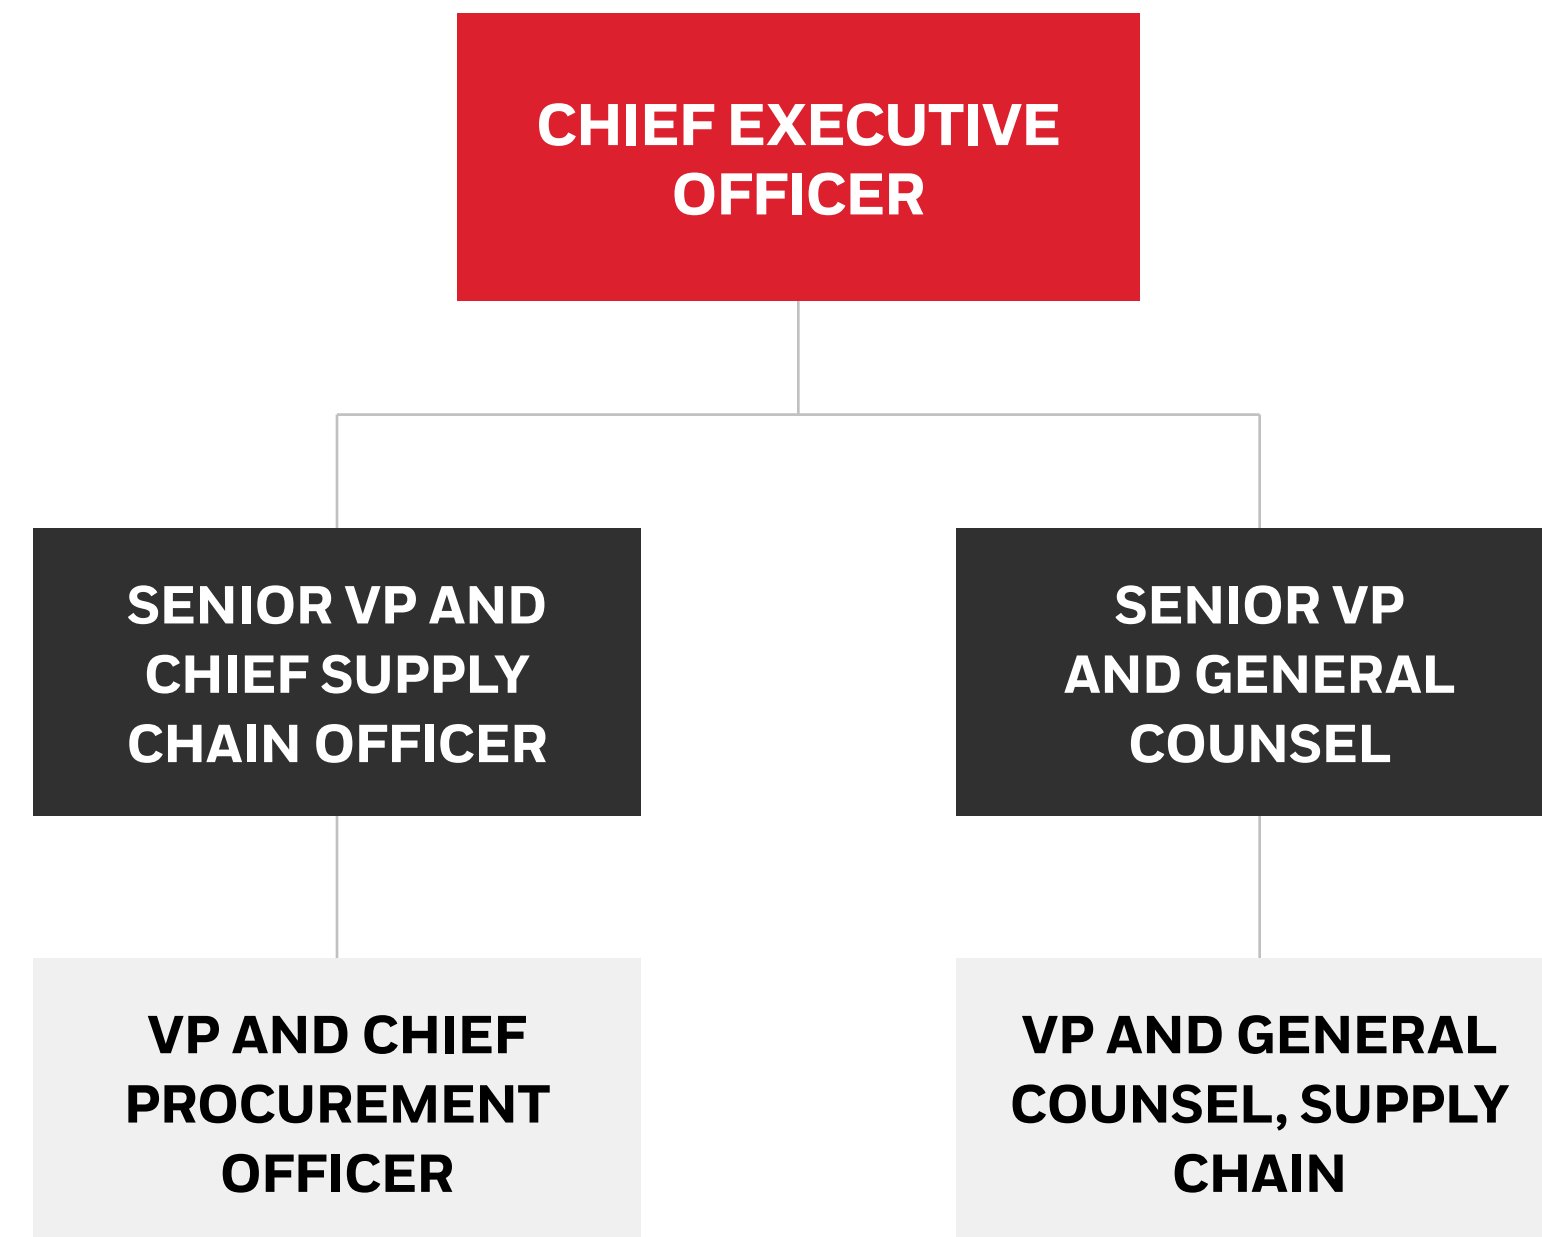 CHIEF EXECUTIVE
OFFICER
SENIOR VP AND
CHIEF SUPPLY
CHAIN OFFICER
SENIOR VP
AND GENERAL
COUNSEL
VP AND CHIEF
PROCUREMENT
OFFICER
VP AND GENERAL
COUNSEL, SUPPLY
CHAIN